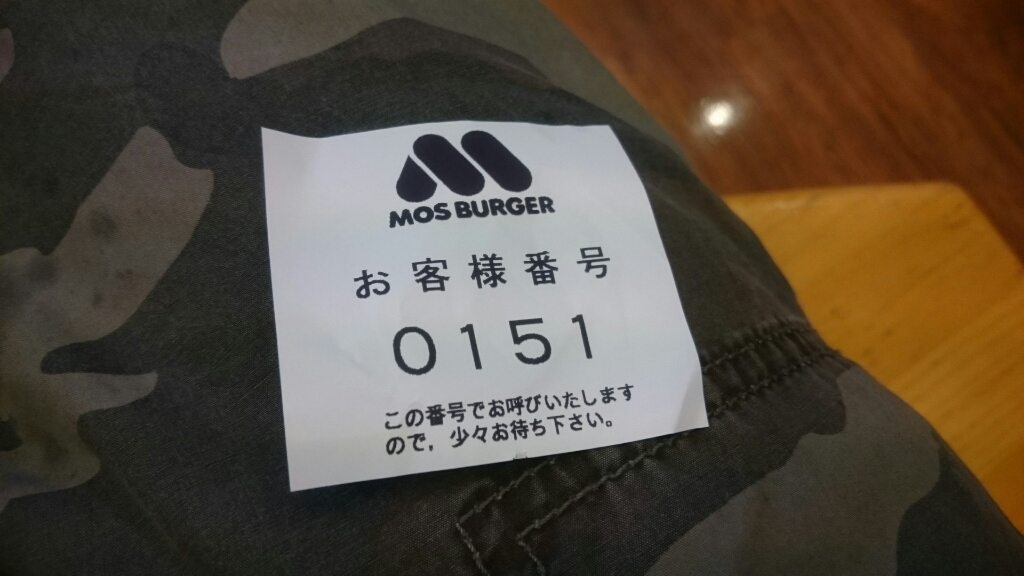 MOS BURGER
お客様番号
0151
この番号でお呼びいたします
ので，少々お待ち下さい。